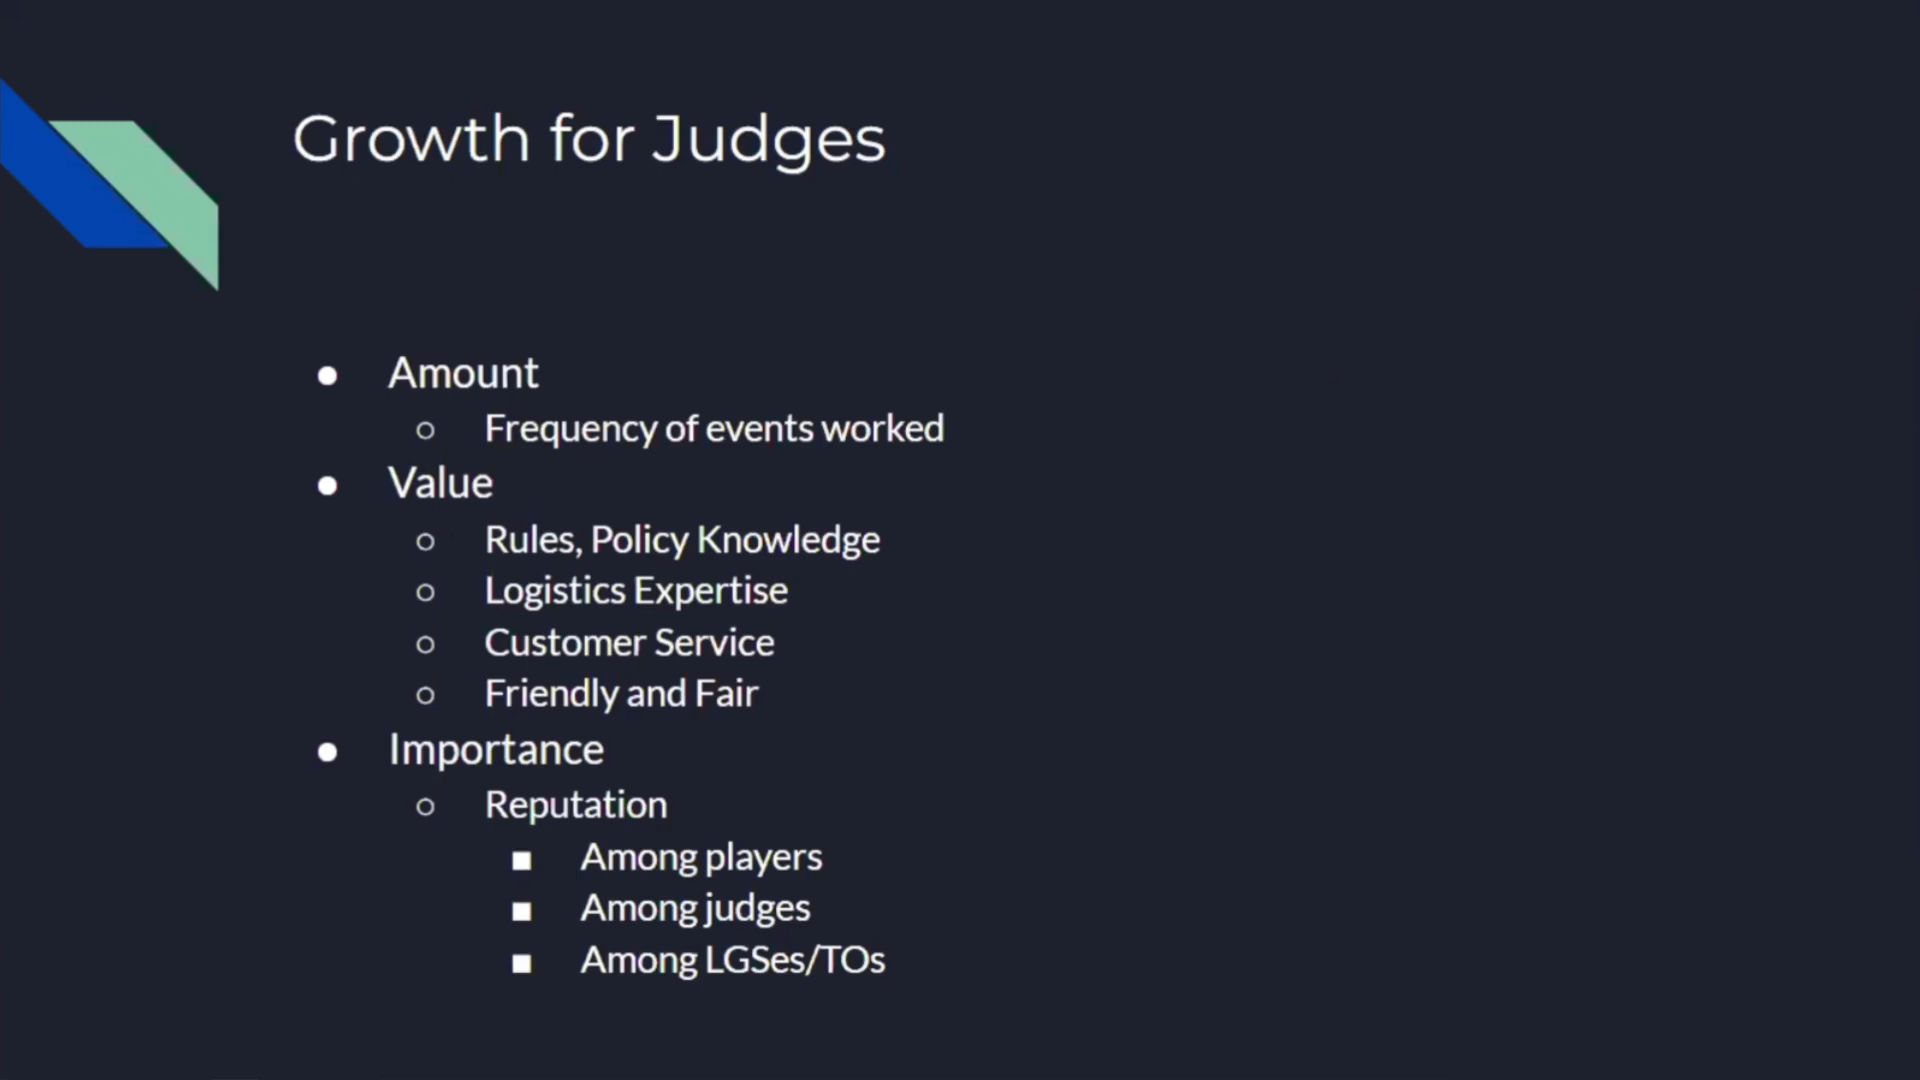 Growth for Judges
● Amount
○ Frequency of events worked
● Value
○ Rules, Policy Knowledge
○ Logistics Expertise
○ Customer Service
○ Friendly and Fair
● Importance
○ Reputation
■ Among players
■ Among judges
■ Among LGSes/TOs